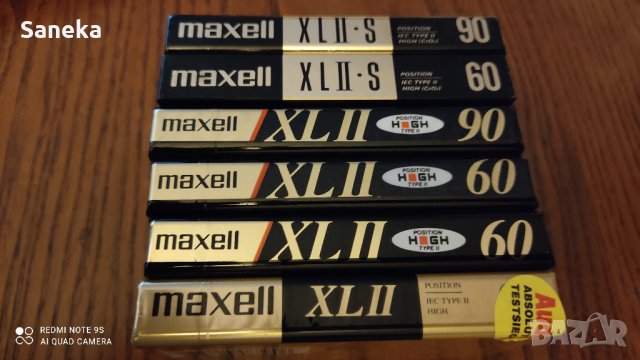 Saneka
maxell XLII·S POSITION IEC TYPE II HIGH (CrO₂) 90
maxell XLII·S POSITION IEC TYPE II HIGH (CrO₂) 60
maxell XLII POSITION HIGH TYPE II 90
maxell XLII POSITION HIGH TYPE II 60
maxell XLII POSITION HIGH TYPE II 60
maxell XLII POSITION IEC TYPE II HIGH
ABSOLU
TESTSIE
REDMI NOTE 9S
AI QUAD CAMERA
bazar.bg